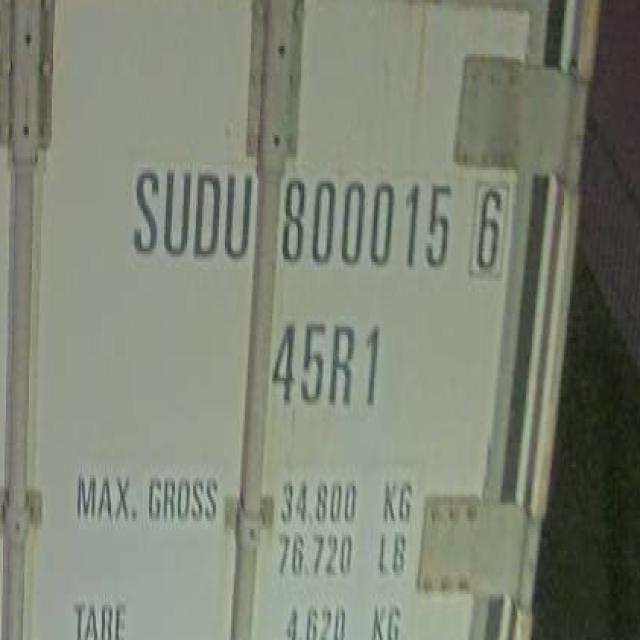 SUDU 800015 6
45R1
MAX. GROSS 34.800 KG
76.720 LB
TARE 4.620 KG